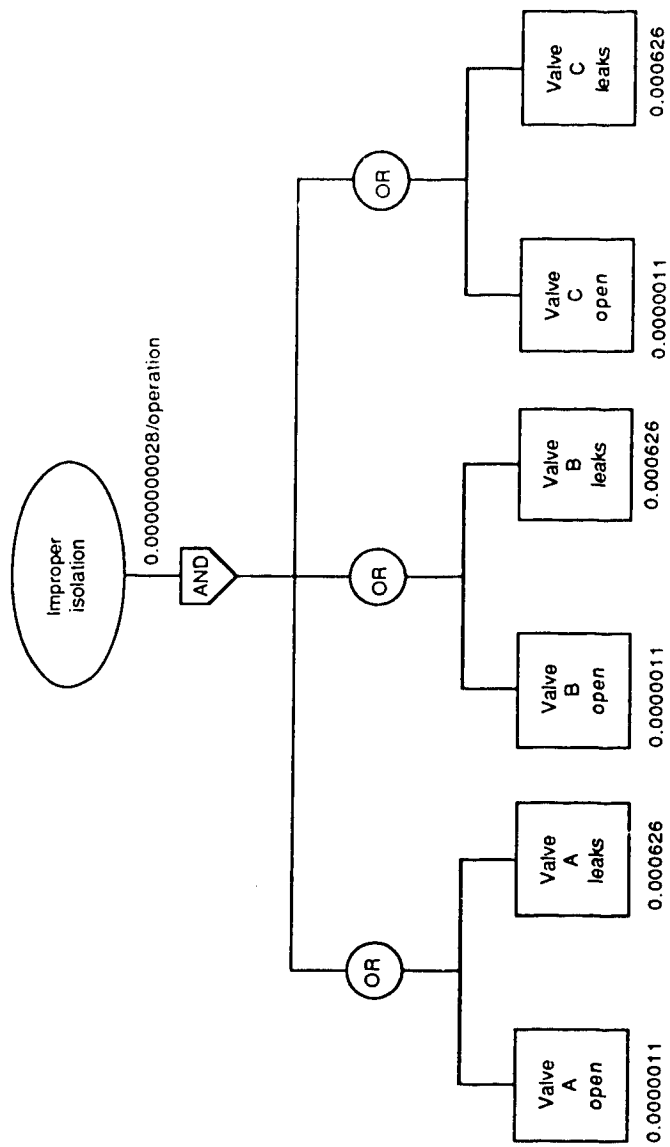 Improper
isolation
0.0000000028/operation
AND
OR
OR
OR
Valve
A
open
Valve
A
leaks
Valve
B
open
Valve
B
leaks
Valve
C
open
Valve
C
leaks
0.0000011
0.000626
0.0000011
0.000626
0.0000011
0.000626